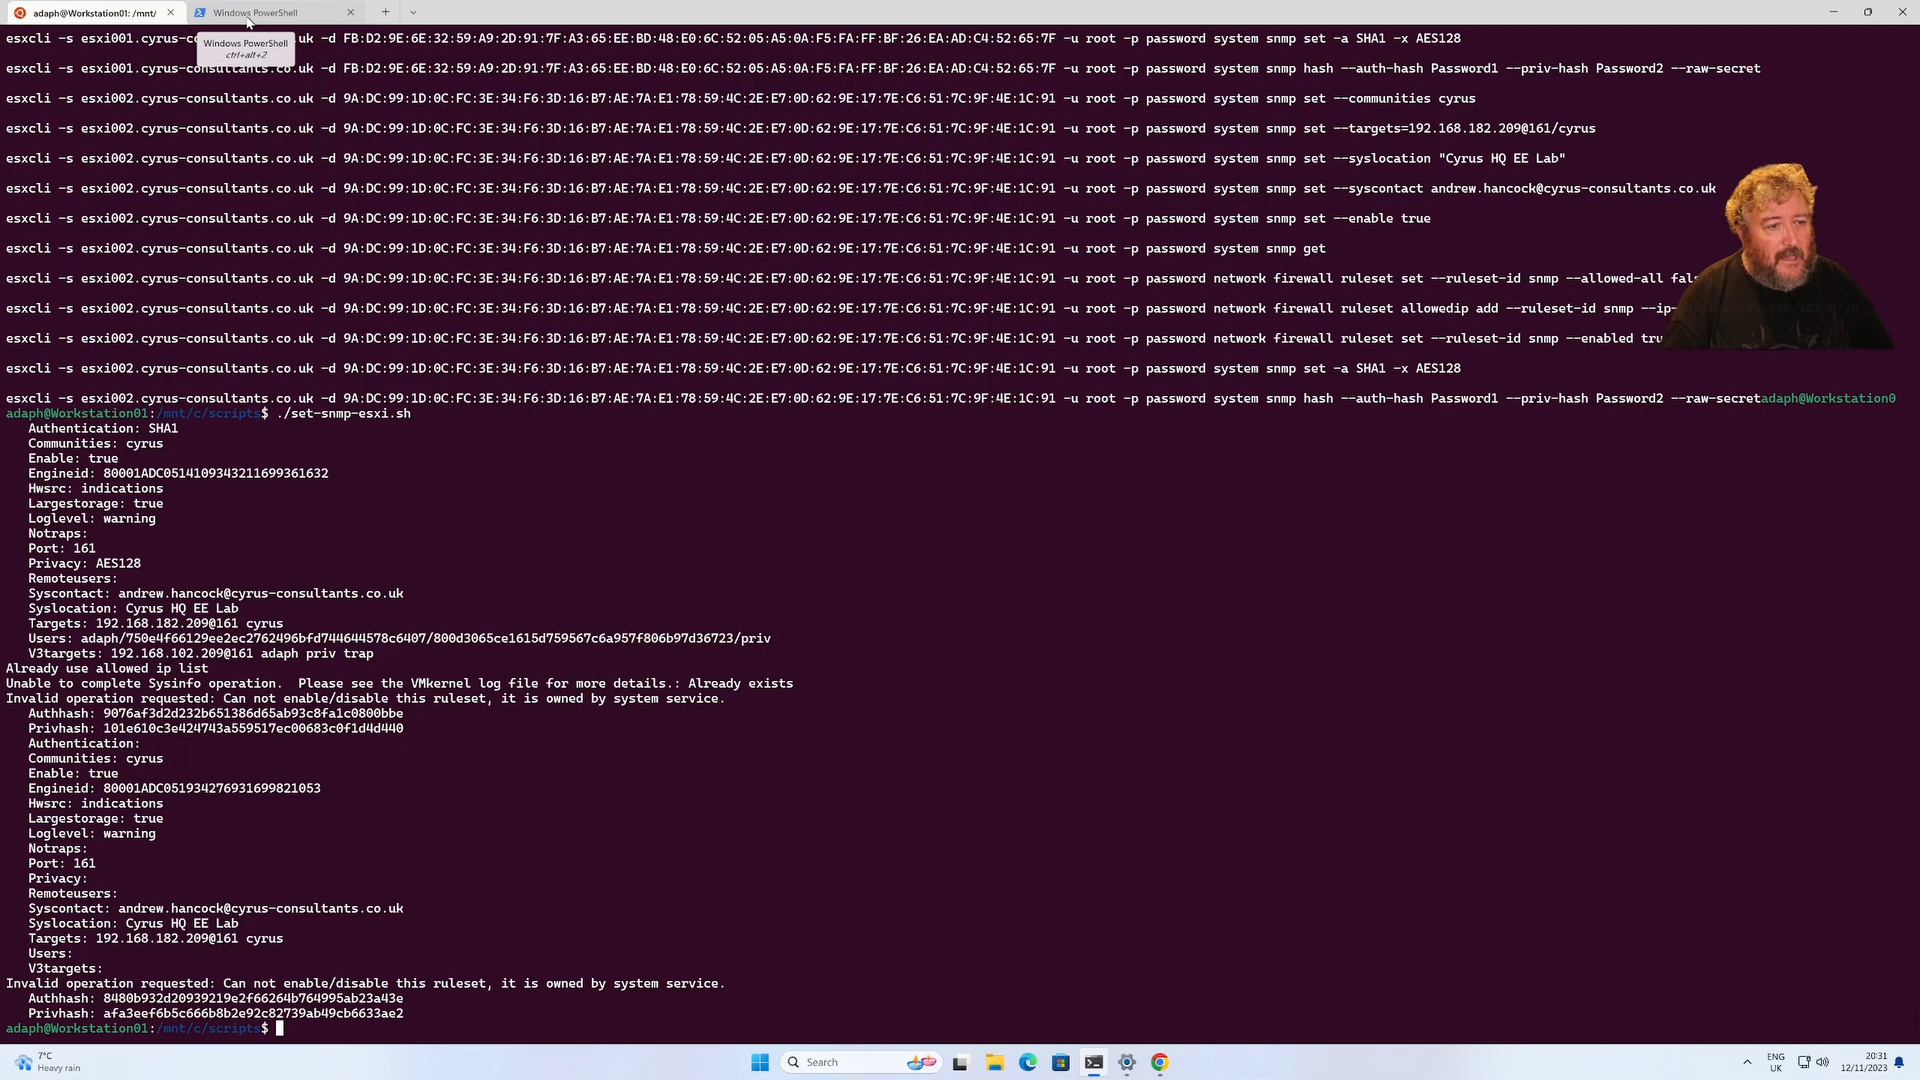 adaph@Workstation01: /mnt/
Windows PowerShell
Windows PowerShell
ctrl+alt+2
esxcli -s esxi001.cyrus-co uk -d FB:D2:9E:6E:32:59:A9:2D:91:7F:A3:65:EE:BD:48:E0:6C:52:05:A5:0A:F5:FA:FF:BF:26:EA:AD:C4:52:65:7F -u root -p password system snmp set -a SHA1 -x AES128
esxcli -s esxi001.cyrus-co uk -d FB:D2:9E:6E:32:59:A9:2D:91:7F:A3:65:EE:BD:48:E0:6C:52:05:A5:0A:F5:FA:FF:BF:26:EA:AD:C4:52:65:7F -u root -p password system snmp hash --auth-hash Password1 --priv-hash Password2 --raw-secret
esxcli -s esxi002.cyrus-consultants.co.uk -d 9A:DC:99:1D:0C:FC:3E:34:F6:3D:16:B7:AE:7A:E1:78:59:4C:2E:E7:0D:62:9E:17:7E:C6:51:7C:9F:4E:1C:91 -u root -p password system snmp set --communities cyrus
esxcli -s esxi002.cyrus-consultants.co.uk -d 9A:DC:99:1D:0C:FC:3E:34:F6:3D:16:B7:AE:7A:E1:78:59:4C:2E:E7:0D:62:9E:17:7E:C6:51:7C:9F:4E:1C:91 -u root -p password system snmp set --targets=192.168.182.209@161/cyrus
esxcli -s esxi002.cyrus-consultants.co.uk -d 9A:DC:99:1D:0C:FC:3E:34:F6:3D:16:B7:AE:7A:E1:78:59:4C:2E:E7:0D:62:9E:17:7E:C6:51:7C:9F:4E:1C:91 -u root -p password system snmp set --syslocation "Cyrus HQ EE Lab"
esxcli -s esxi002.cyrus-consultants.co.uk -d 9A:DC:99:1D:0C:FC:3E:34:F6:3D:16:B7:AE:7A:E1:78:59:4C:2E:E7:0D:62:9E:17:7E:C6:51:7C:9F:4E:1C:91 -u root -p password system snmp set --syscontact andrew.hancock@cyrus-consultants.co.uk
esxcli -s esxi002.cyrus-consultants.co.uk -d 9A:DC:99:1D:0C:FC:3E:34:F6:3D:16:B7:AE:7A:E1:78:59:4C:2E:E7:0D:62:9E:17:7E:C6:51:7C:9F:4E:1C:91 -u root -p password system snmp set --enable true
esxcli -s esxi002.cyrus-consultants.co.uk -d 9A:DC:99:1D:0C:FC:3E:34:F6:3D:16:B7:AE:7A:E1:78:59:4C:2E:E7:0D:62:9E:17:7E:C6:51:7C:9F:4E:1C:91 -u root -p password system snmp get
esxcli -s esxi002.cyrus-consultants.co.uk -d 9A:DC:99:1D:0C:FC:3E:34:F6:3D:16:B7:AE:7A:E1:78:59:4C:2E:E7:0D:62:9E:17:7E:C6:51:7C:9F:4E:1C:91 -u root -p password network firewall ruleset set --ruleset-id snmp --allowed-all fal
esxcli -s esxi002.cyrus-consultants.co.uk -d 9A:DC:99:1D:0C:FC:3E:34:F6:3D:16:B7:AE:7A:E1:78:59:4C:2E:E7:0D:62:9E:17:7E:C6:51:7C:9F:4E:1C:91 -u root -p password network firewall ruleset allowedip add --ruleset-id snmp --ip-
esxcli -s esxi002.cyrus-consultants.co.uk -d 9A:DC:99:1D:0C:FC:3E:34:F6:3D:16:B7:AE:7A:E1:78:59:4C:2E:E7:0D:62:9E:17:7E:C6:51:7C:9F:4E:1C:91 -u root -p password network firewall ruleset set --ruleset-id snmp --enabled tru
esxcli -s esxi002.cyrus-consultants.co.uk -d 9A:DC:99:1D:0C:FC:3E:34:F6:3D:16:B7:AE:7A:E1:78:59:4C:2E:E7:0D:62:9E:17:7E:C6:51:7C:9F:4E:1C:91 -u root -p password system snmp set -a SHA1 -x AES128
esxcli -s esxi002.cyrus-consultants.co.uk -d 9A:DC:99:1D:0C:FC:3E:34:F6:3D:16:B7:AE:7A:E1:78:59:4C:2E:E7:0D:62:9E:17:7E:C6:51:7C:9F:4E:1C:91 -u root -p password system snmp hash --auth-hash Password1 --priv-hash Password2 --raw-secretadaph@Workstation0
adaph@Workstation01:/mnt/c/scripts$ ./set-snmp-esxi.sh
Authentication: SHA1
Communities: cyrus
Enable: true
Engineid: 80001ADC0514109343211699361632
Hwsrc: indications
Largestorage: true
Loglevel: warning
Notraps:
Port: 161
Privacy: AES128
Remoteusers:
Syscontact: andrew.hancock@cyrus-consultants.co.uk
Syslocation: Cyrus HQ EE Lab
Targets: 192.168.182.209@161 cyrus
Users: adaph/750e4f66129ee2ec2762496bfd744644578c6407/800d3065ce1615d759567c6a957f806b97d36723/priv
V3targets: 192.168.102.209@161 adaph priv trap
Already use allowed ip list
Unable to complete Sysinfo operation.  Please see the VMkernel log file for more details.: Already exists
Invalid operation requested: Can not enable/disable this ruleset, it is owned by system service.
Authhash: 9076af3d2d232b651386d65ab93c8fa1c0800bbe
Privhash: 101e610c3e424743a559517ec00683c0f1d4d440
Authentication:
Communities: cyrus
Enable: true
Engineid: 80001ADC051934276931699821053
Hwsrc: indications
Largestorage: true
Loglevel: warning
Notraps:
Port: 161
Privacy:
Remoteusers:
Syscontact: andrew.hancock@cyrus-consultants.co.uk
Syslocation: Cyrus HQ EE Lab
Targets: 192.168.182.209@161 cyrus
Users:
V3targets:
Invalid operation requested: Can not enable/disable this ruleset, it is owned by system service.
Authhash: 8480b932d20939219e2f66264b764995ab23a43e
Privhash: afa3eef6b5c666b8b2e92c82739ab49cb6633ae2
adaph@Workstation01:/mnt/c/scripts$
7°C
Heavy rain
Search
ENG
UK
20:31
12/11/2023